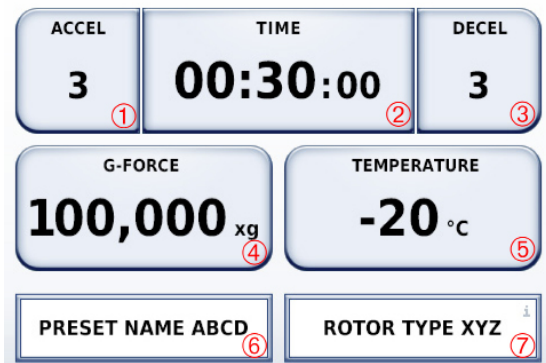 ACCEL TIME DECEL
3 00:30:00 3
① ② ③
G-FORCE TEMPERATURE
100,000 xg -20 °C
④ ⑤
i
PRESET NAME ABCD ROTOR TYPE XYZ
⑥ ⑦